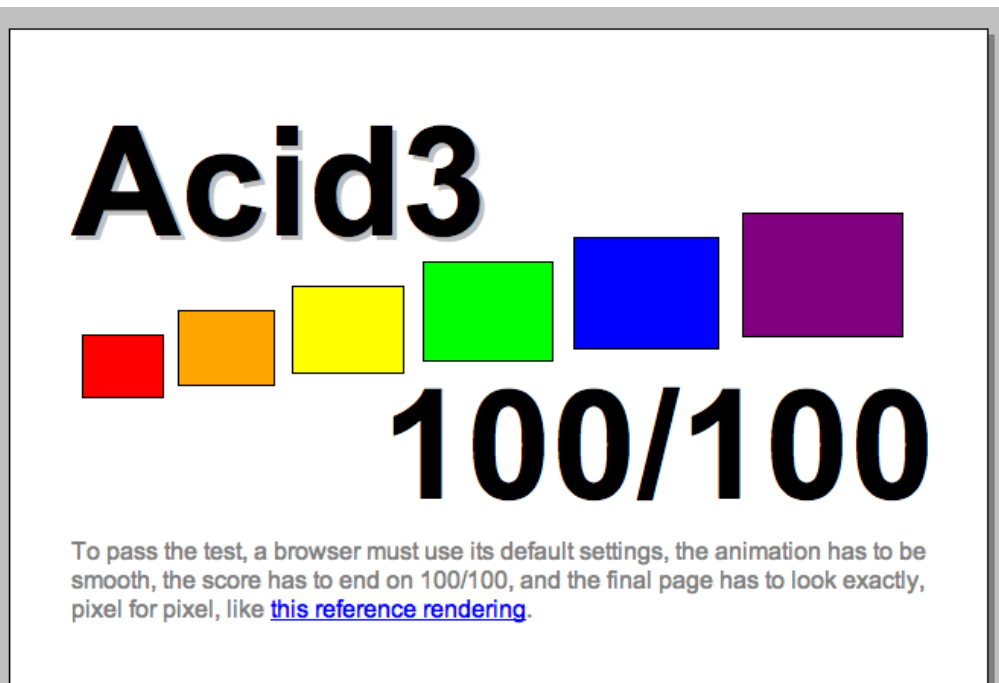 Acid3
100/100
To pass the test, a browser must use its default settings, the animation has to be
smooth, the score has to end on 100/100, and the final page has to look exactly,
pixel for pixel, like this reference rendering.